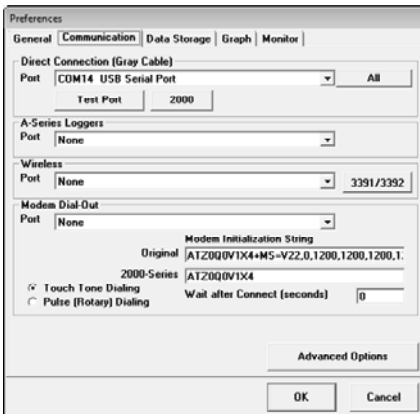 Preferences
General Communication Data Storage Graph Monitor
Direct Connection (Gray Cable)
Port COM14 USB Serial Port All
Test Port 2000
A-Series Loggers
Port None
Wireless
Port None 3391/3392
Modem Dial-Out
Port None
Modem Initialization String
Original ATZ0Q0V1X4+MS=V22,0,1200,1200,1200,1:
2000-Series ATZ0Q0V1X4
Touch Tone Dialing
Wait after Connect (seconds) 0
Pulse (Rotary) Dialing
Advanced Options
OK Cancel